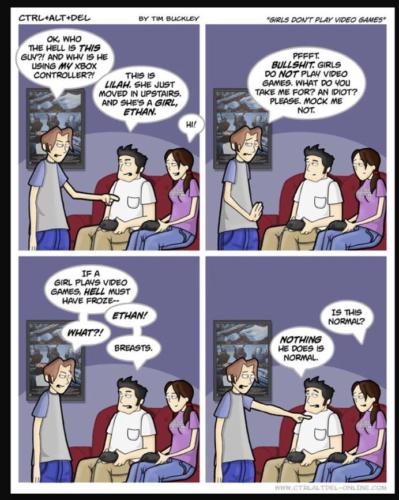 CTRL+ALT+DEL
BY TIM BUCKLEY
"GIRLS DON'T PLAY VIDEO GAMES"
OK, WHO
THE HELL IS THIS
GUY?! AND WHY IS HE
USING MY XBOX
CONTROLLER?!
THIS IS
LILAH. SHE JUST
MOVED IN UPSTAIRS.
AND SHE'S A GIRL,
ETHAN.
HI!
PFFFT.
BULLSHIT. GIRLS
DO NOT PLAY VIDEO
GAMES. WHAT DO YOU
TAKE ME FOR? AN IDIOT?
PLEASE. MOCK ME
NOT.
IF A
GIRL PLAYS VIDEO
GAMES, HELL MUST
HAVE FROZE--
ETHAN!
WHAT?!
BREASTS.
IS THIS
NORMAL?
NOTHING
HE DOES IS
NORMAL.
WWW.CTRLALTDEL-ONLINE.COM